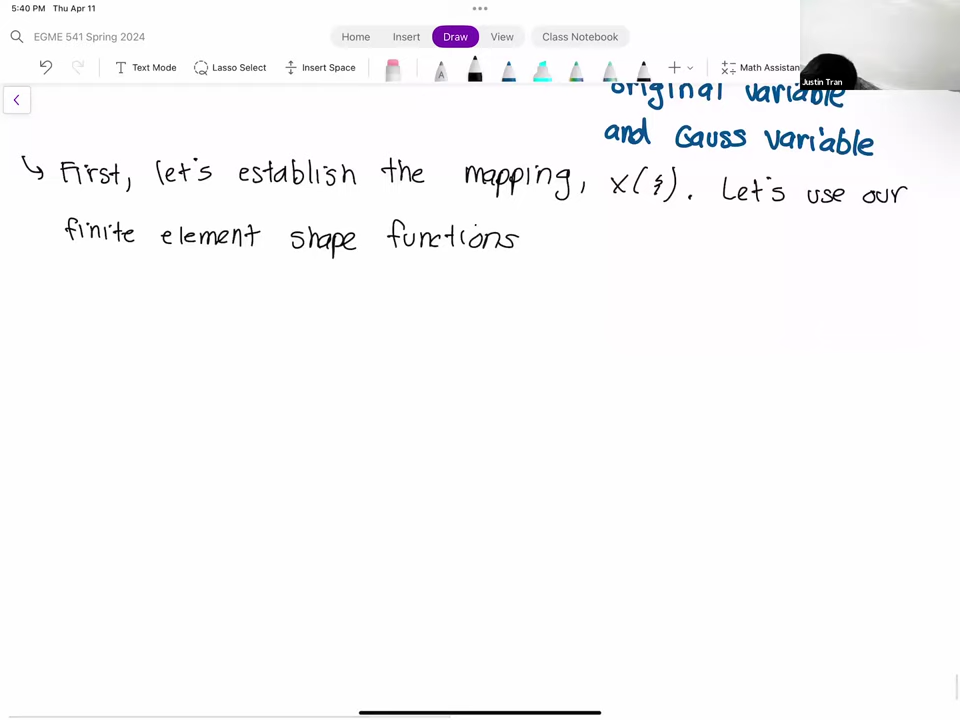 5:40 PM Thu Apr 11
EGME 541 Spring 2024
Home Insert Draw View Class Notebook
Text Mode Lasso Select Insert Space Math Assistan
Justin Tran
original variable
and Gauss variable
↳ First, let's establish the mapping, x(ξ). Let's use our
finite element shape functions